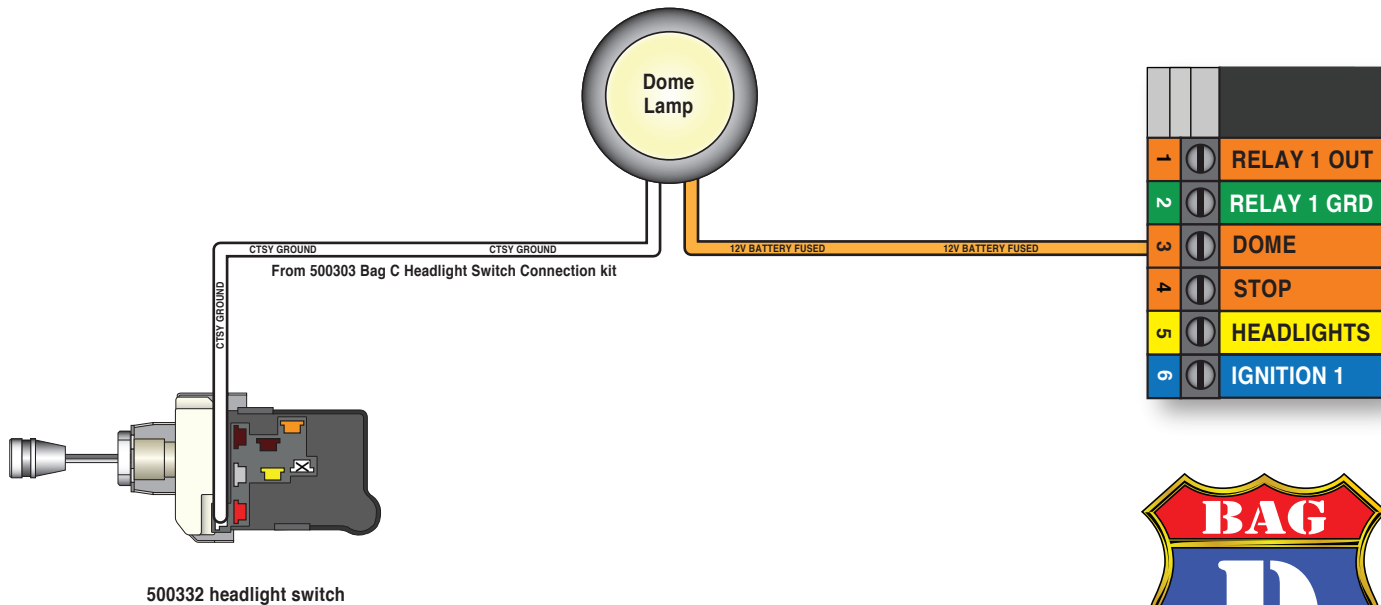 Dome
Lamp
1 RELAY 1 OUT
2 RELAY 1 GRD
3 DOME
4 STOP
5 HEADLIGHTS
6 IGNITION 1
CTSY GROUND CTSY GROUND
12V BATTERY FUSED 12V BATTERY FUSED
From 500303 Bag C Headlight Switch Connection kit
CTSY GROUND
500332 headlight switch
BAG